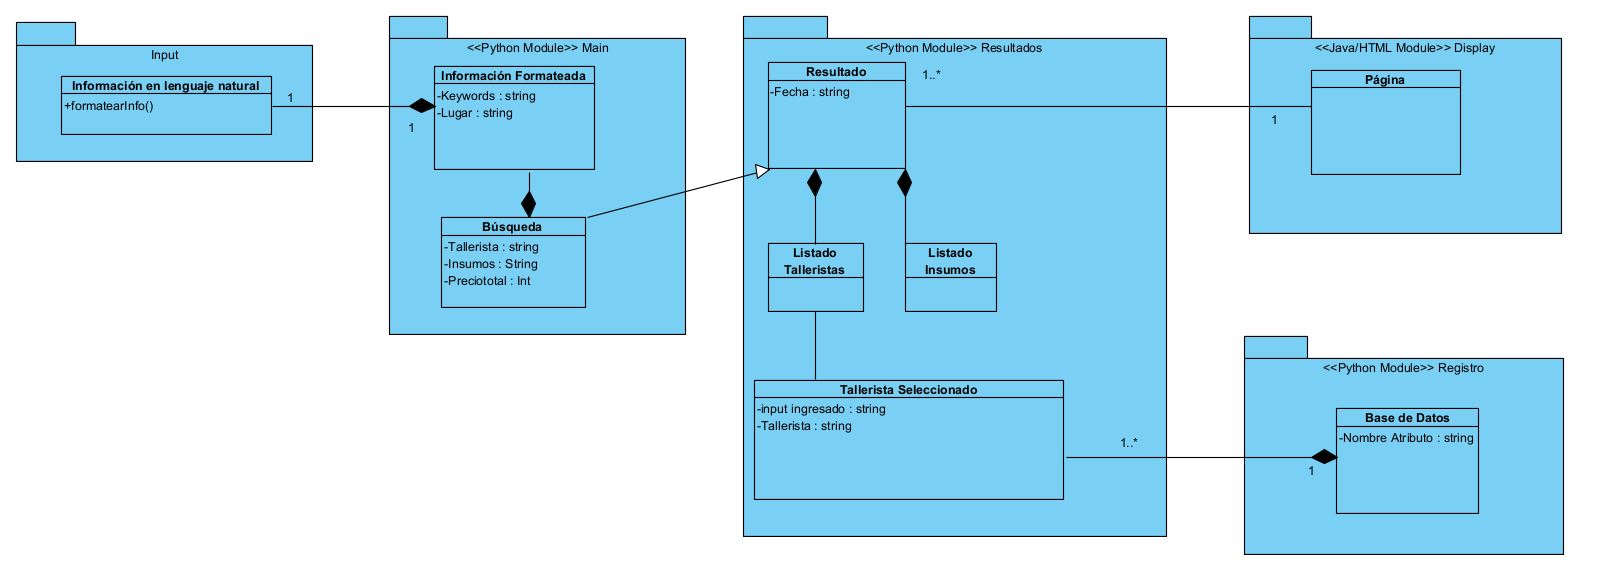 Input
Información en lenguaje natural
+formatearInfo()
1
1
<<Python Module>> Main
Información Formateada
-Keywords : string
-Lugar : string
Búsqueda
-Tallerista : string
-Insumos : String
-Preciototal : Int
<<Python Module>> Resultados
Resultado
-Fecha : string
1..*
Listado
Talleristas
Listado
Insumos
Tallerista Seleccionado
-input ingresado : string
-Tallerista : string
1..*
<<Java/HTML Module>> Display
Página
1
<<Python Module>> Registro
Base de Datos
-Nombre Atributo : string
1